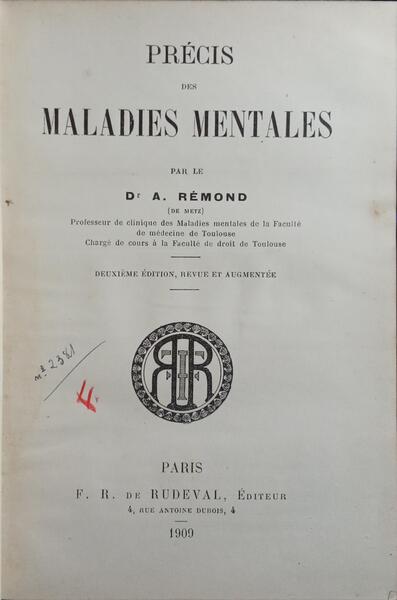 PRÉCIS
DES
MALADIES MENTALES
PAR LE
Dr A. RÉMOND
(DE METZ)
Professeur de clinique des Maladies mentales de la Faculté
de médecine de Toulouse
Chargé de cours à la Faculté de droit de Toulouse
DEUXIÈME ÉDITION, REVUE ET AUGMENTÉE
No 2381
PARIS
F. R. DE RUDEVAL, ÉDITEUR
4, RUE ANTOINE DUBOIS, 4
1909